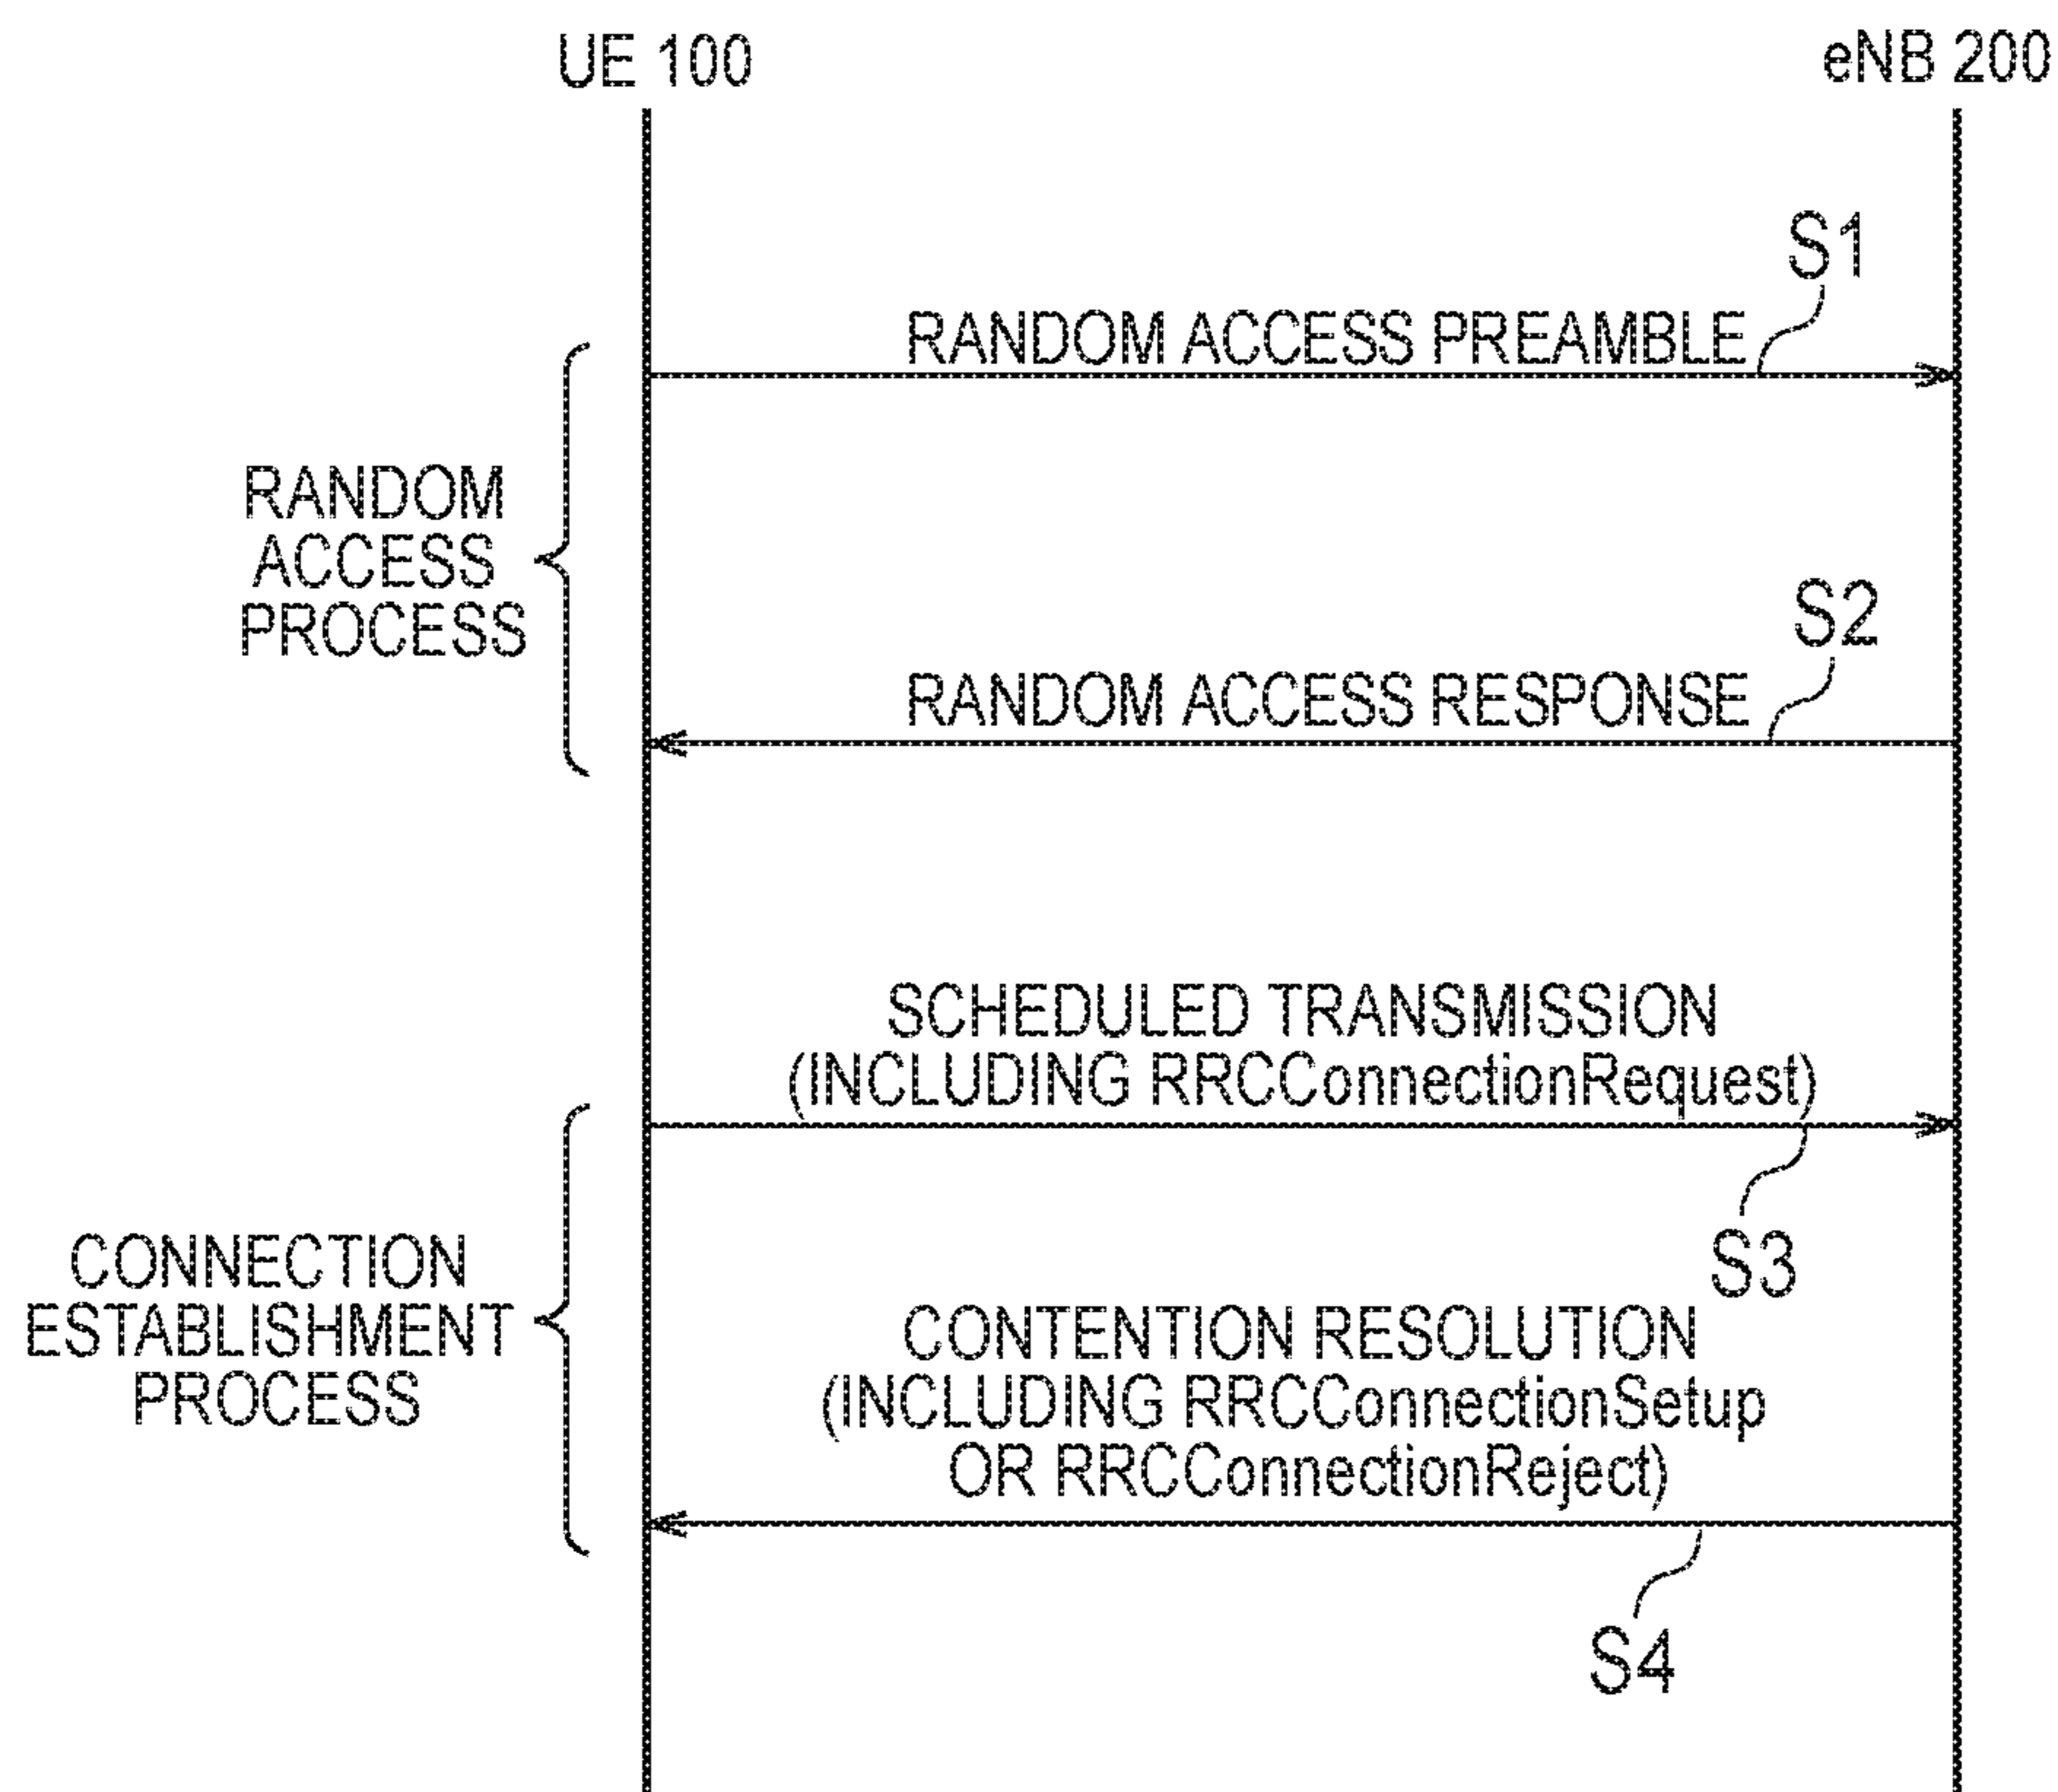 UE 100
eNB 200
S1
RANDOM ACCESS PREAMBLE
RANDOM
ACCESS
PROCESS
S2
RANDOM ACCESS RESPONSE
SCHEDULED TRANSMISSION
(INCLUDING RRCConnectionRequest)
S3
CONNECTION
ESTABLISHMENT
PROCESS
CONTENTION RESOLUTION
(INCLUDING RRCConnectionSetup
OR RRCConnectionReject)
S4